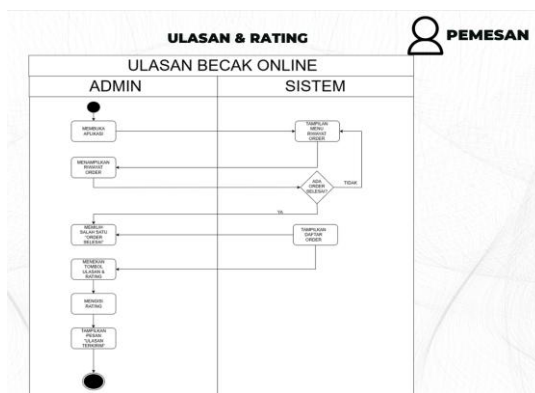 ULASAN & RATING
PEMESAN
ULASAN BECAK ONLINE
ADMIN
SISTEM
MEMBUKA
APLIKASI
TAMPILAN
MENU
RIWAYAT
ORDER
MENAMPILKAN
RIWAYAT
ORDER
ADA
ORDER
SELESAI?
TIDAK
YA
MEMILIH
SALAH SATU
"ORDER
SELESAI"
TAMPILKAN
DAFTAR
ORDER
MENEKAN
TOMBOL
ULASAN &
RATING
MENGISI
RATING
TAMPILKAN
PESAN
"ULASAN
TERKIRIM"